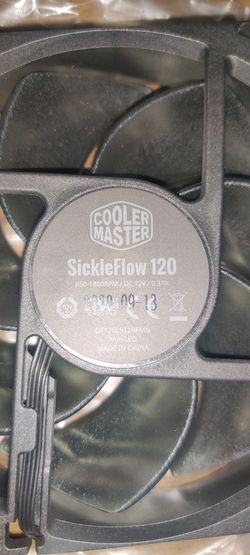 COOLER
MASTER
SickleFlow 120
650-1800RPM / DC 12V / 0.37A
2020-09-13
Non LED
MADE IN CHINA